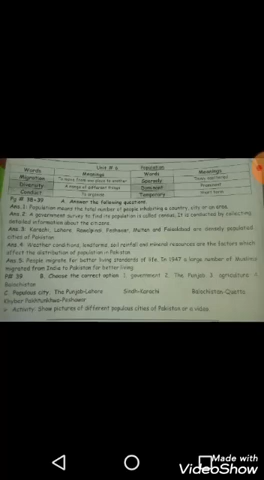 Unit # 6 Population
Words Meanings Words Meanings
Migration To move from one place to another Sparsely Thinly scattered
Diversity A range of different things Constant
Conduct To organize Temporary Short term
Pg # 38-39 A. Answer the following questions:
Ans.1: Population means the total number of people inhabiting a country, city or an area.
Ans.2: A government survey to find its population is called census. It is conducted by collecting
detailed information about the citizens.
Ans.3: Karachi, Lahore, Rawalpindi, Peshawar, Multan and Faisalabad are densely populated
cities of Pakistan.
Ans.4: Weather conditions, landforms, soil rainfall and mineral resources are the factors which
affect the distribution of population in Pakistan.
Ans.5: People migrate for better living standards of life. In 1947 a large number of Muslims
migrated from India to Pakistan for better living.
P# 39 B. Choose the correct option 1. government 2. The Punjab 3. agriculture 4.
Balochistan
C. Populous city: The Punjab-Lahore Sindh-Karachi Balochistan-Quetta
Khyber Pakhtunkhwa-Peshawar
Activity: Show pictures of different populous cities of Pakistan or a video.
Made with
VideoShow